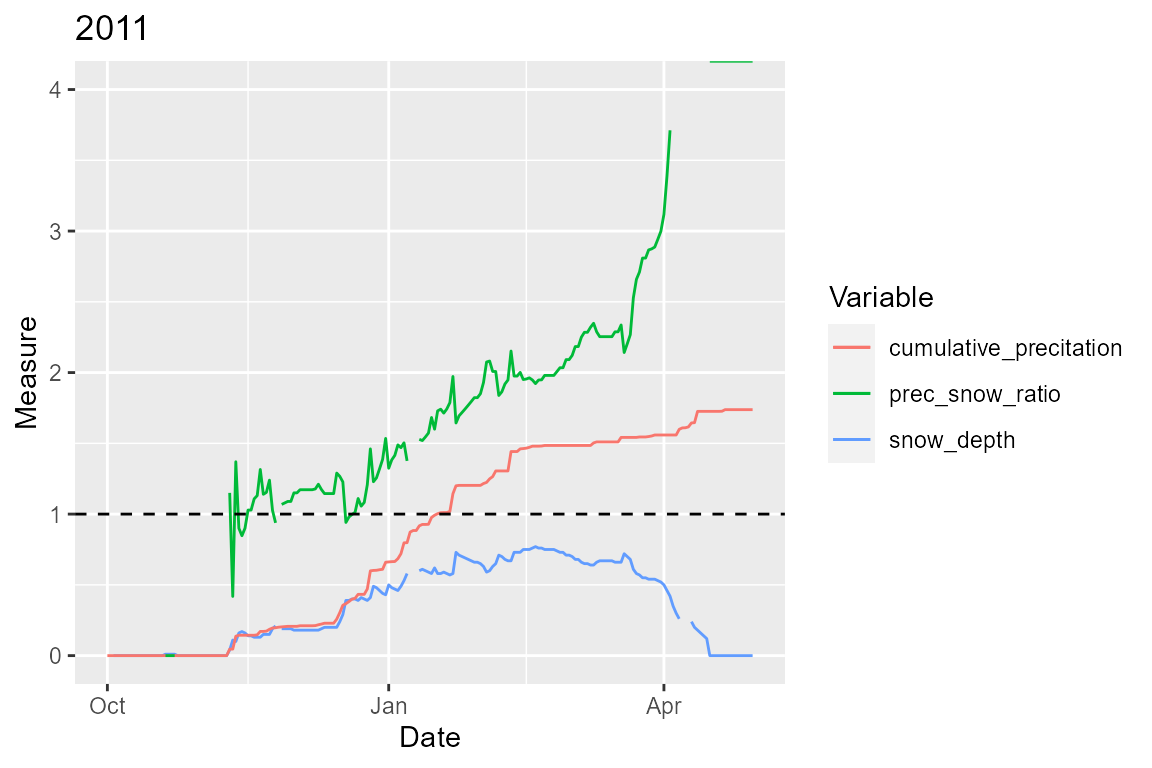 2011
4
3
2
1
0
Measure
Oct
Jan
Apr
Date
Variable
cumulative_precitation
prec_snow_ratio
snow_depth